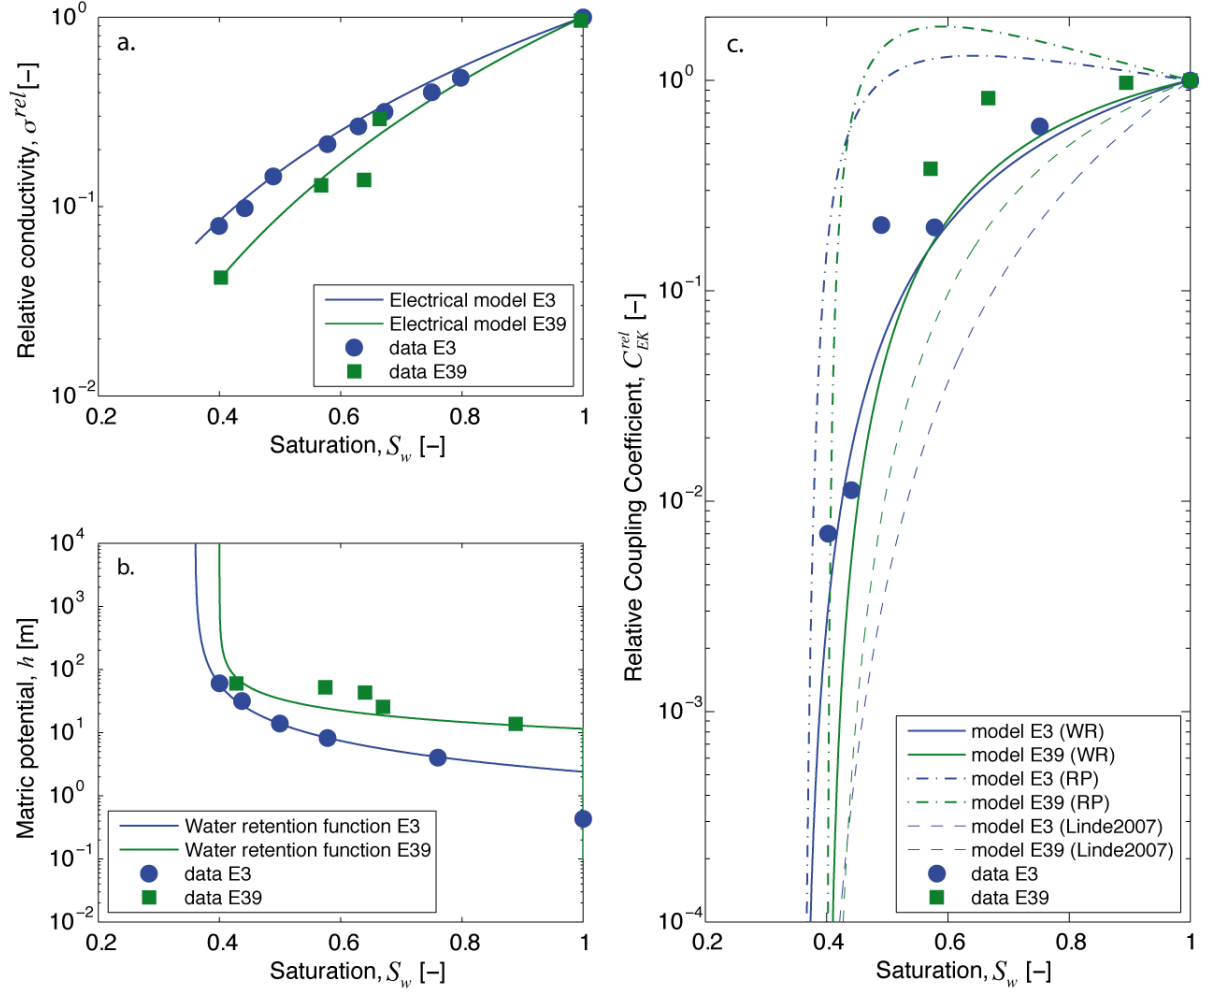 a.
Relative conductivity, σ^rel [–]
10^0
10^-1
10^-2
Electrical model E3
Electrical model E39
data E3
data E39
0.2 0.4 0.6 0.8 1
Saturation, S_w [–]
b.
Matric potential, h [m]
10^4
10^3
10^2
10^1
10^0
10^-1
10^-2
Water retention function E3
Water retention function E39
data E3
data E39
0.2 0.4 0.6 0.8 1
Saturation, S_w [–]
c.
Relative Coupling Coefficient, C_EK^rel [–]
10^0
10^-1
10^-2
10^-3
10^-4
model E3 (WR)
model E39 (WR)
model E3 (RP)
model E39 (RP)
model E3 (Linde2007)
model E39 (Linde2007)
data E3
data E39
0.2 0.4 0.6 0.8 1
Saturation, S_w [–]